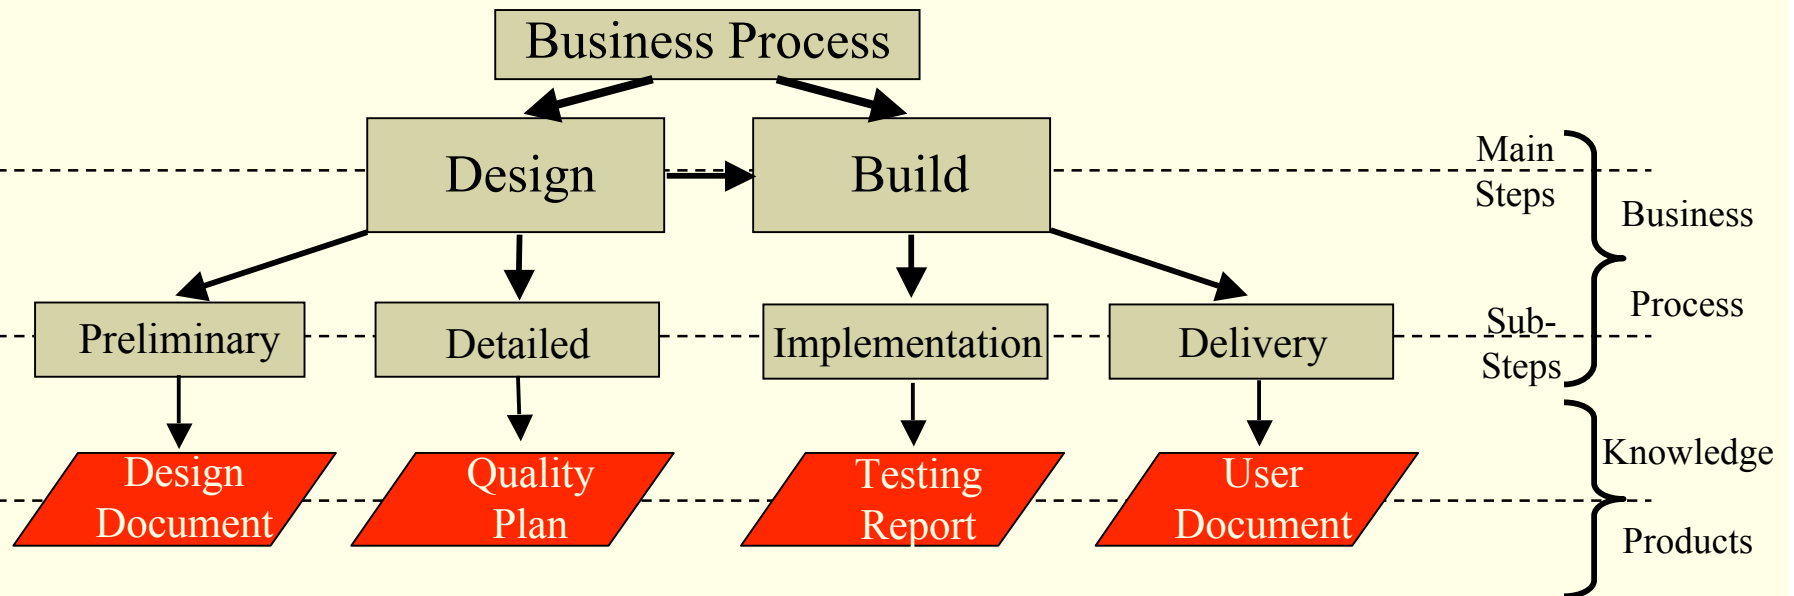 Business Process
Design
Build
Main
Steps
Business
Process
Preliminary
Detailed
Implementation
Delivery
Sub-
Steps
Design
Document
Quality
Plan
Testing
Report
User
Document
Knowledge
Products